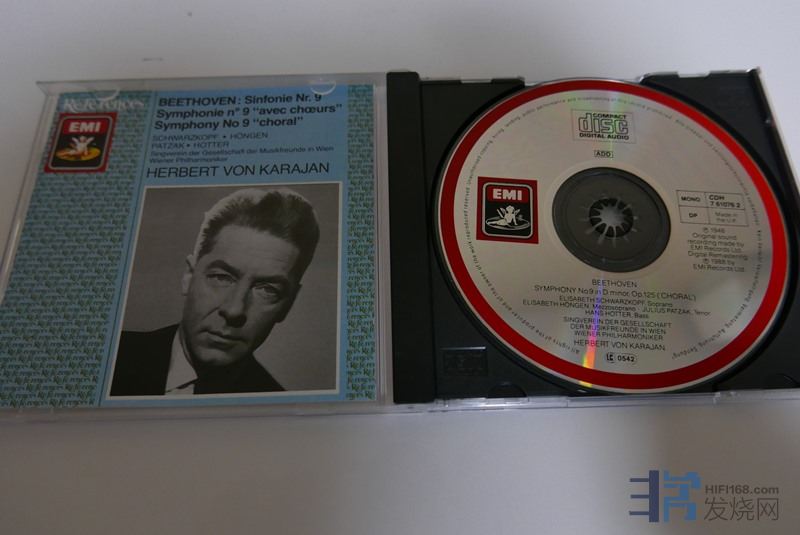 References
EMI
BEETHOVEN: Sinfonie Nr. 9
Symphonie n° 9 "avec chœurs"
Symphony No 9 "choral"
SCHWARZKOPF • HÖNGEN
PATZAK • HOTTER
Singverein der Gesellschaft der Musikfreunde in Wien
Wiener Philharmoniker
HERBERT VON KARAJAN
COMPACT
disc
DIGITAL AUDIO
ADD
EMI
MONO
CDH
7 61076 2
DP
Made in
the U.K.
Original sound
recording made by
EMI Records Ltd.
Digital Remastering
℗ 1988 by
EMI Records Ltd.
BEETHOVEN
SYMPHONY No.9 in D minor, Op.125 ('CHORAL')
ELISABETH SCHWARZKOPF, Soprano
ELISABETH HÖNGEN, Mezzosoprano · JULIUS PATZAK, Tenor
HANS HOTTER, Bass
SINGVEREIN DER GESELLSCHAFT
DER MUSIKFREUNDE IN WIEN
WIENER PHILHARMONIKER
HERBERT VON KARAJAN
LC 0542
HIFI168.com
发烧网